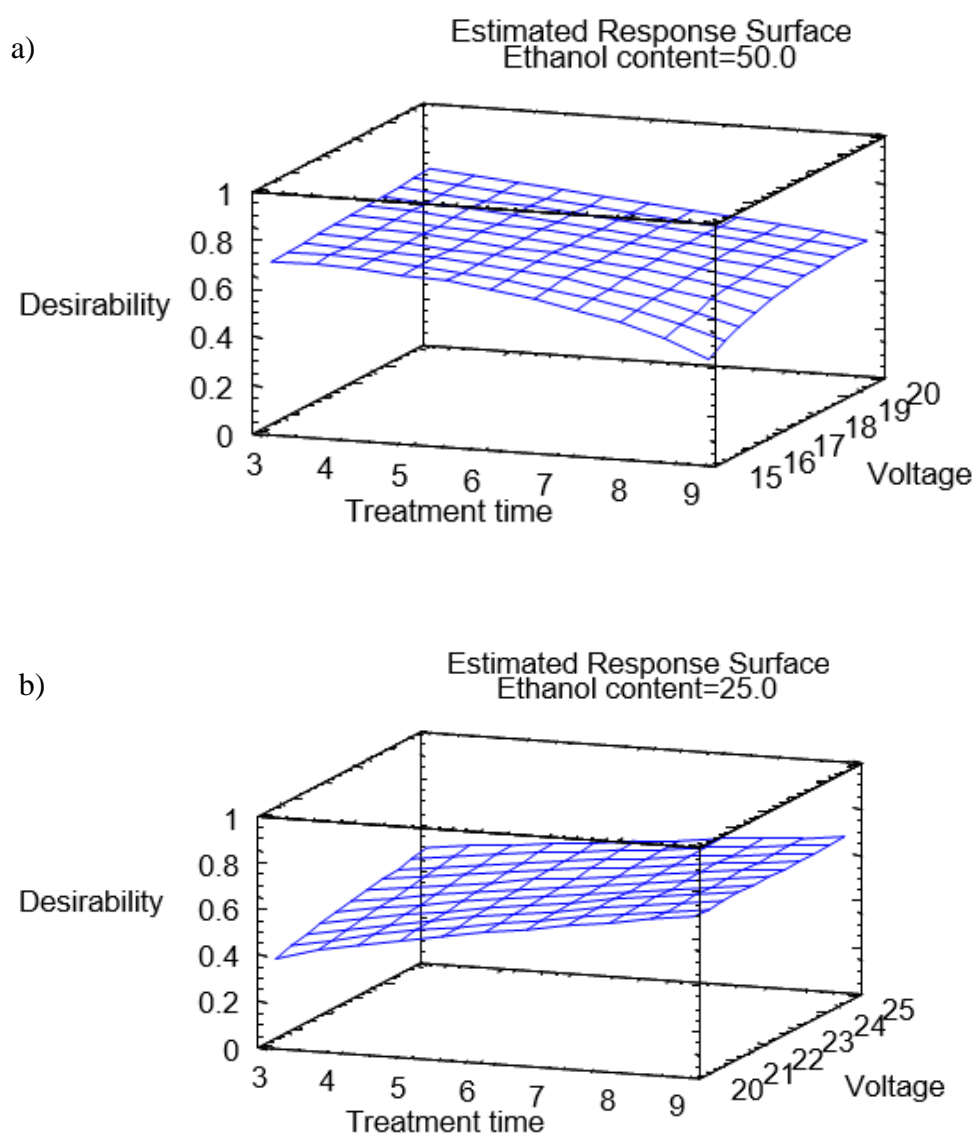 a)
Estimated Response Surface
Ethanol content=50.0
1
0.8
0.6
Desirability
0.4
0.2
0
3 4 5 6 7 8 9
Treatment time
15 16 17 18 19 20
Voltage
b)
Estimated Response Surface
Ethanol content=25.0
1
0.8
Desirability
0.6
0.4
0.2
0
3 4 5 6 7 8 9
Treatment time
20 21 22 23 24 25
Voltage